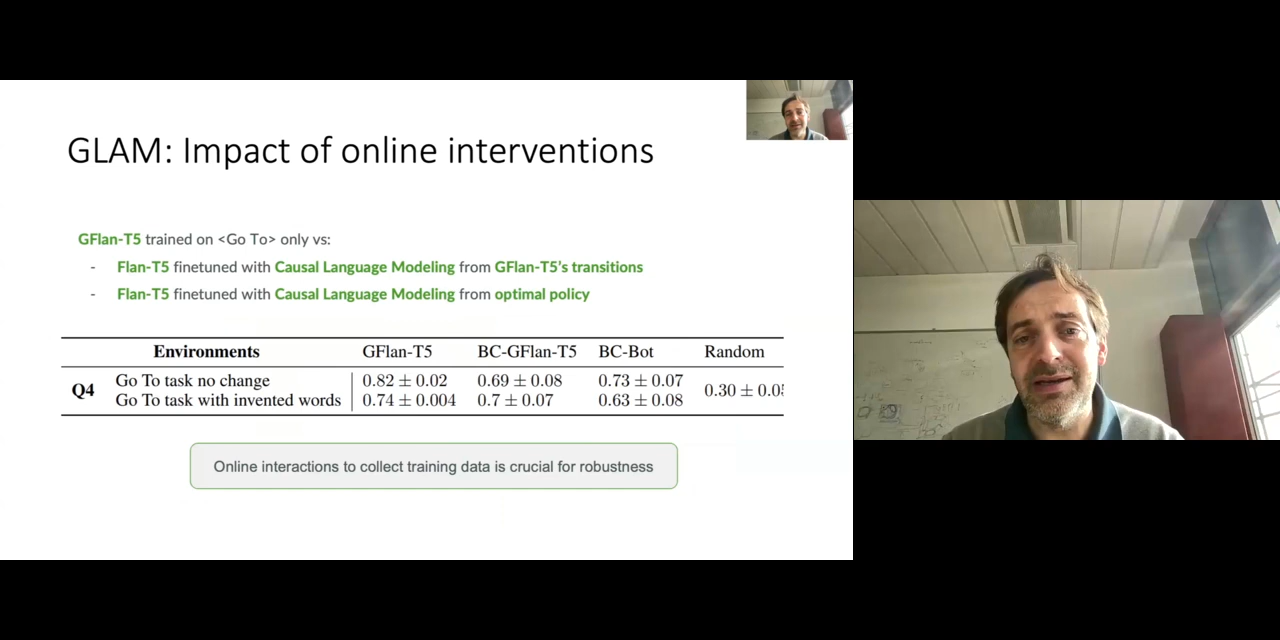 GLAM: Impact of online interventions
GFlan-T5 trained on <Go To> only vs:
- Flan-T5 finetuned with Causal Language Modeling from GFlan-T5's transitions
- Flan-T5 finetuned with Causal Language Modeling from optimal policy
Environments GFlan-T5 BC-GFlan-T5 BC-Bot Random
Q4 Go To task no change 0.82 ± 0.02 0.69 ± 0.08 0.73 ± 0.07 0.30 ± 0.05
Go To task with invented words 0.74 ± 0.004 0.7 ± 0.07 0.63 ± 0.08
Online interactions to collect training data is crucial for robustness